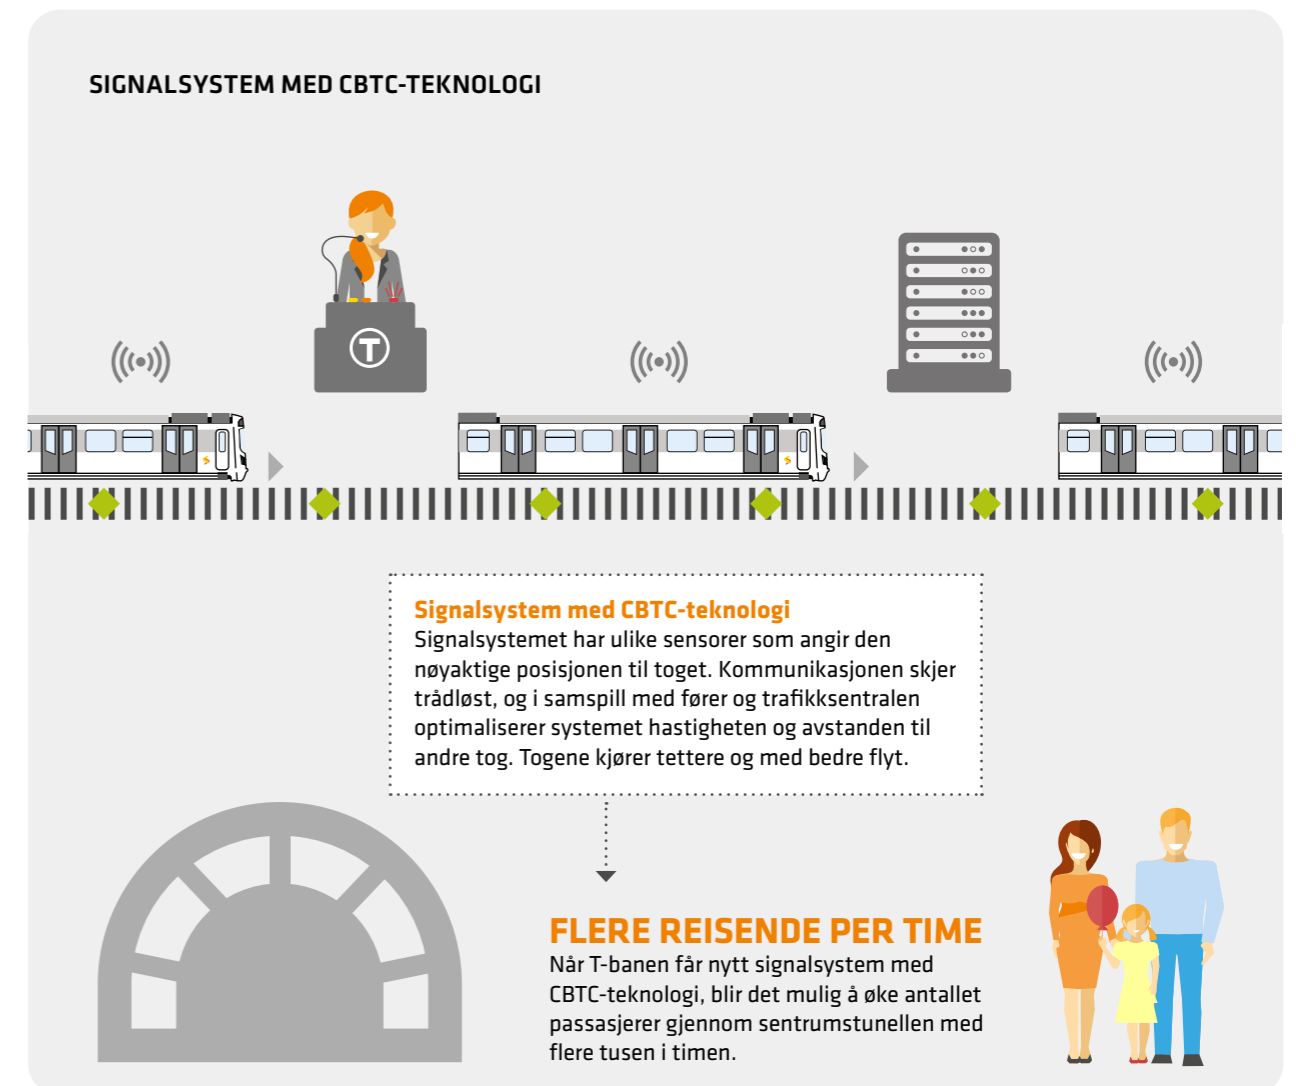 SIGNALSYSTEM MED CBTC-TEKNOLOGI
T
Signalsystem med CBTC-teknologi
Signalsystemet har ulike sensorer som angir den
nøyaktige posisjonen til toget. Kommunikasjonen skjer
trådløst, og i samspill med fører og trafikksentralen
optimaliserer systemet hastigheten og avstanden til
andre tog. Togene kjører tettere og med bedre flyt.
FLERE REISENDE PER TIME
Når T-banen får nytt signalsystem med
CBTC-teknologi, blir det mulig å øke antallet
passasjerer gjennom sentrumstunellen med
flere tusen i timen.